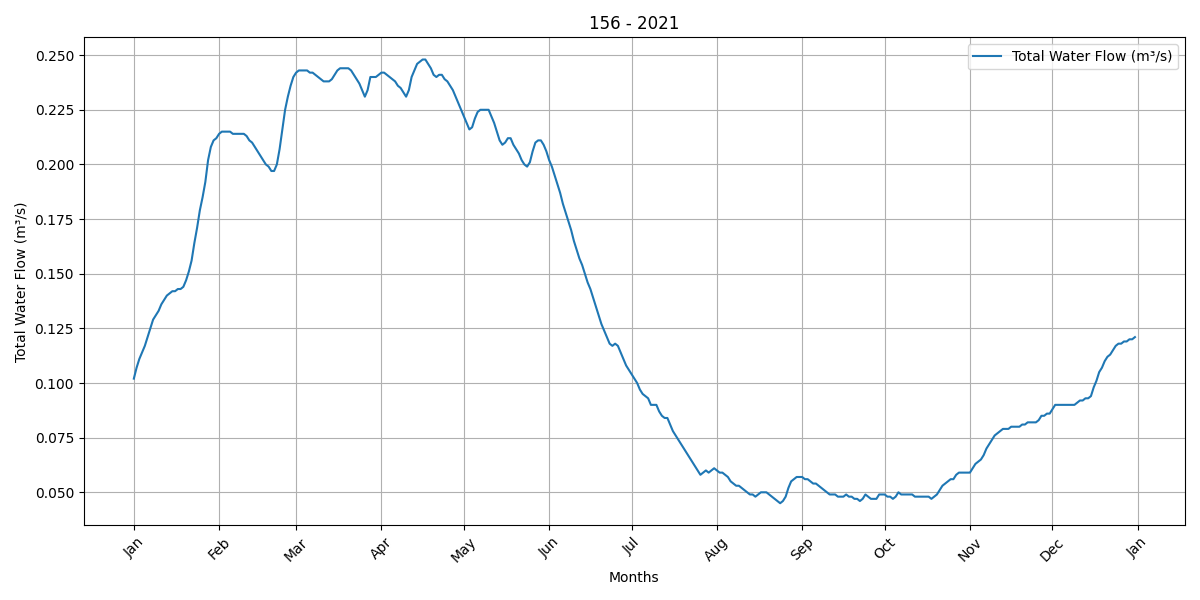 156 - 2021
Total Water Flow (m³/s)
0.250
0.225
0.200
0.175
0.150
0.125
0.100
0.075
0.050
Total Water Flow (m³/s)
Jan
Feb
Mar
Apr
May
Jun
Jul
Aug
Sep
Oct
Nov
Dec
Jan
Months